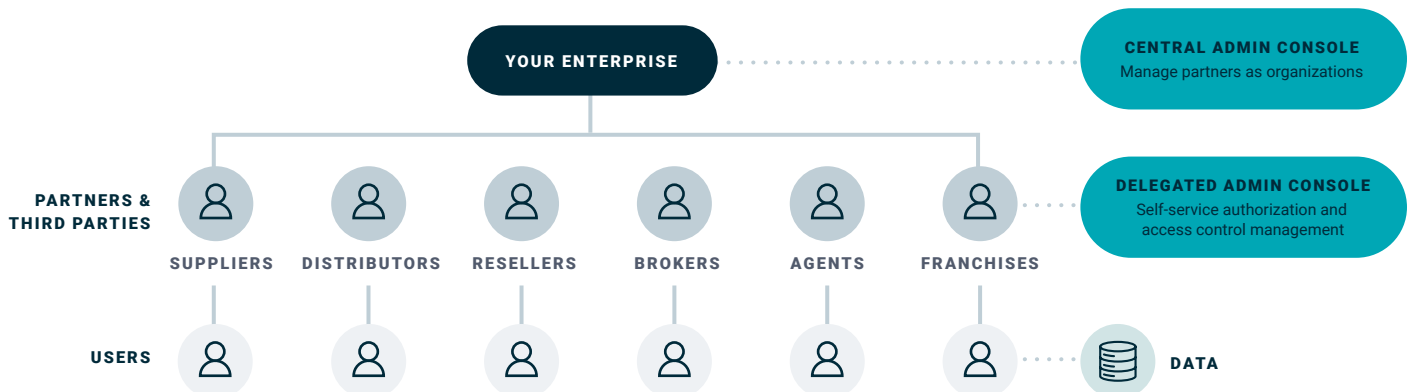 YOUR ENTERPRISE
CENTRAL ADMIN CONSOLE
Manage partners as organizations
PARTNERS &
THIRD PARTIES
DELEGATED ADMIN CONSOLE
Self-service authorization and
access control management
SUPPLIERS
DISTRIBUTORS
RESELLERS
BROKERS
AGENTS
FRANCHISES
USERS
DATA